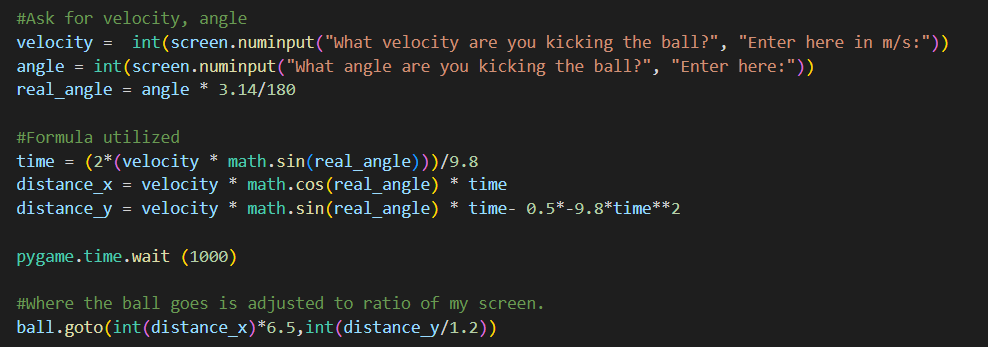 #Ask for velocity, angle
velocity =  int(screen.numinput("What velocity are you kicking the ball?", "Enter here in m/s:"))
angle = int(screen.numinput("What angle are you kicking the ball?", "Enter here:"))
real_angle = angle * 3.14/180
#Formula utilized
time = (2*(velocity * math.sin(real_angle)))/9.8
distance_x = velocity * math.cos(real_angle) * time
distance_y = velocity * math.sin(real_angle) * time- 0.5*-9.8*time**2
pygame.time.wait (1000)
#Where the ball goes is adjusted to ratio of my screen.
ball.goto(int(distance_x)*6.5,int(distance_y/1.2))